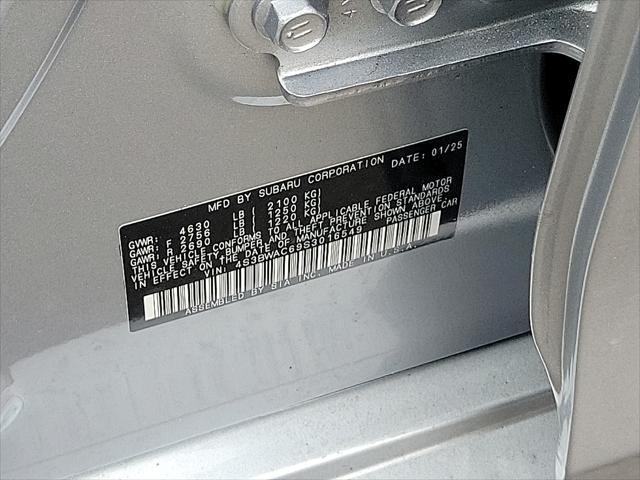 MFD BY SUBARU CORPORATION DATE: 01/25
GVWR: 4630 LB ( 2100 KG)
GAWR: F 2756 LB ( 1250 KG)
GAWR: R 2690 LB ( 1220 KG)
THIS VEHICLE CONFORMS TO ALL APPLICABLE FEDERAL MOTOR
VEHICLE SAFETY, BUMPER, AND THEFT PREVENTION STANDARDS
IN EFFECT ON THE DATE OF MANUFACTURE SHOWN ABOVE.
VIN: 4S3BWAC69S3016549 PASSENGER CAR
ASSEMBLED BY SIA INC. MADE IN U.S.A.